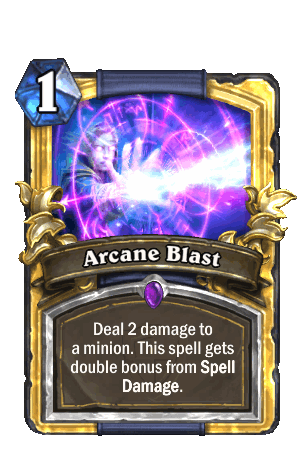 1
Arcane Blast
Deal 2 damage to
a minion. This spell gets
double bonus from Spell
Damage.